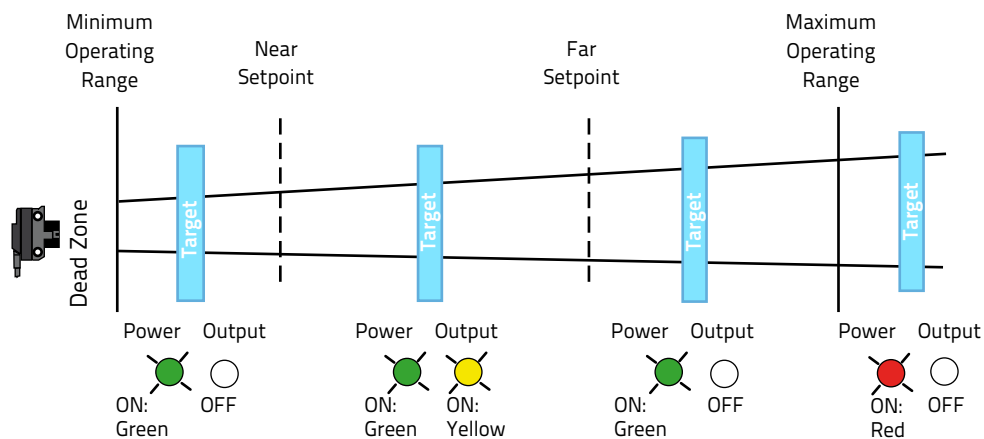 Minimum
Operating
Range
Near
Setpoint
Far
Setpoint
Maximum
Operating
Range
Dead Zone
Target
Target
Target
Target
Power Output
ON:
Green
OFF
Power Output
ON:
Green
ON:
Yellow
Power Output
ON:
Green
OFF
Power Output
ON:
Red
OFF